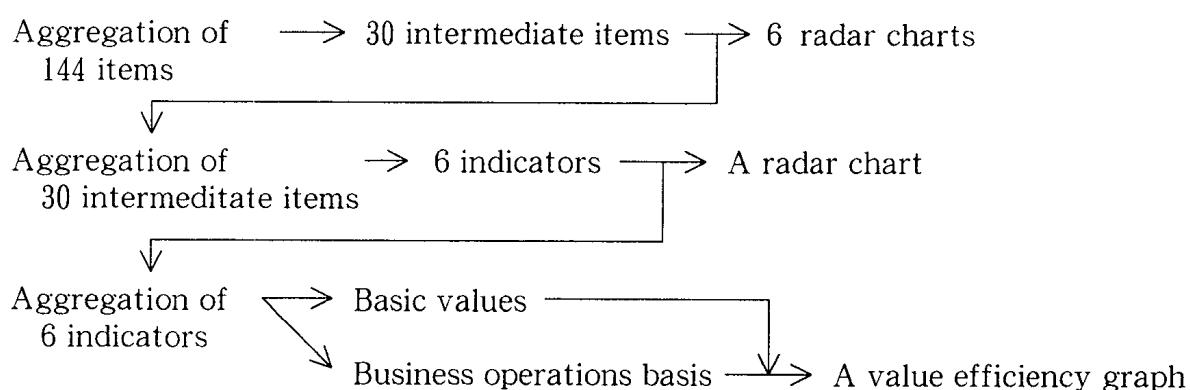 Aggregation of → 30 intermediate items → 6 radar charts
144 items
Aggregation of → 6 indicators → A radar chart
30 intermeditate items
Aggregation of → Basic values
6 indicators
Business operations basis → A value efficiency graph